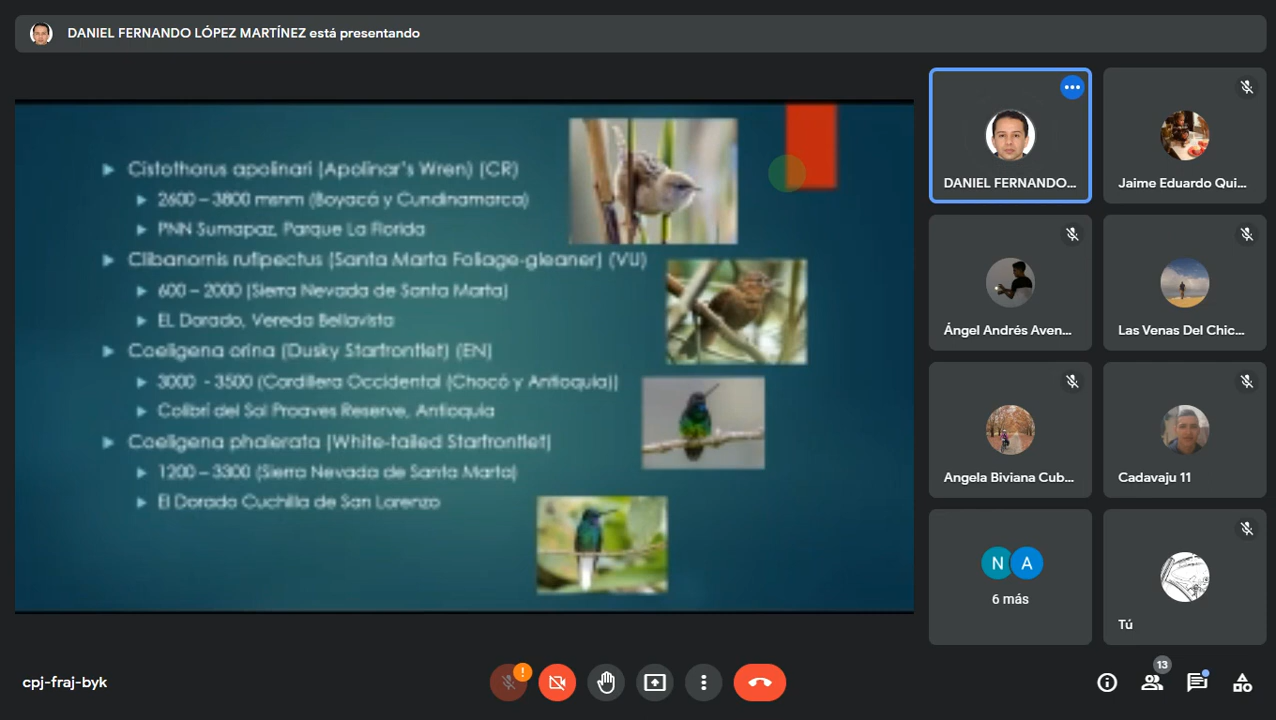 DANIEL FERNANDO LÓPEZ MARTÍNEZ está presentando
Cistothorus apolinari (Apolinar's Wren) (CR)
2600 – 3800 msnm (Boyacá y Cundinamarca)
PNN Sumapaz, Parque La Florida
Clibanornis rufipectus (Santa Marta Foliage-gleaner) (VU)
600 – 2000 (Sierra Nevada de Santa Marta)
EL Dorado, Vereda Bellavista
Coeligena orina (Dusky Starfrontlet) (EN)
3000 - 3500 (Cordillera Occidental (Chocó y Antioquia))
Colibrí del Sol Proaves Reserve, Antioquia
Coeligena phalerata (White-tailed Starfrontlet)
1200 – 3300 (Sierra Nevada de Santa Marta)
El Dorado Cuchilla de San Lorenzo
DANIEL FERNANDO...
Jaime Eduardo Qui...
Ángel Andrés Aven...
Las Venas Del Chic...
Angela Biviana Cub...
Cadavaju 11
N A
6 más
Tú
cpj-fraj-byk
!
13